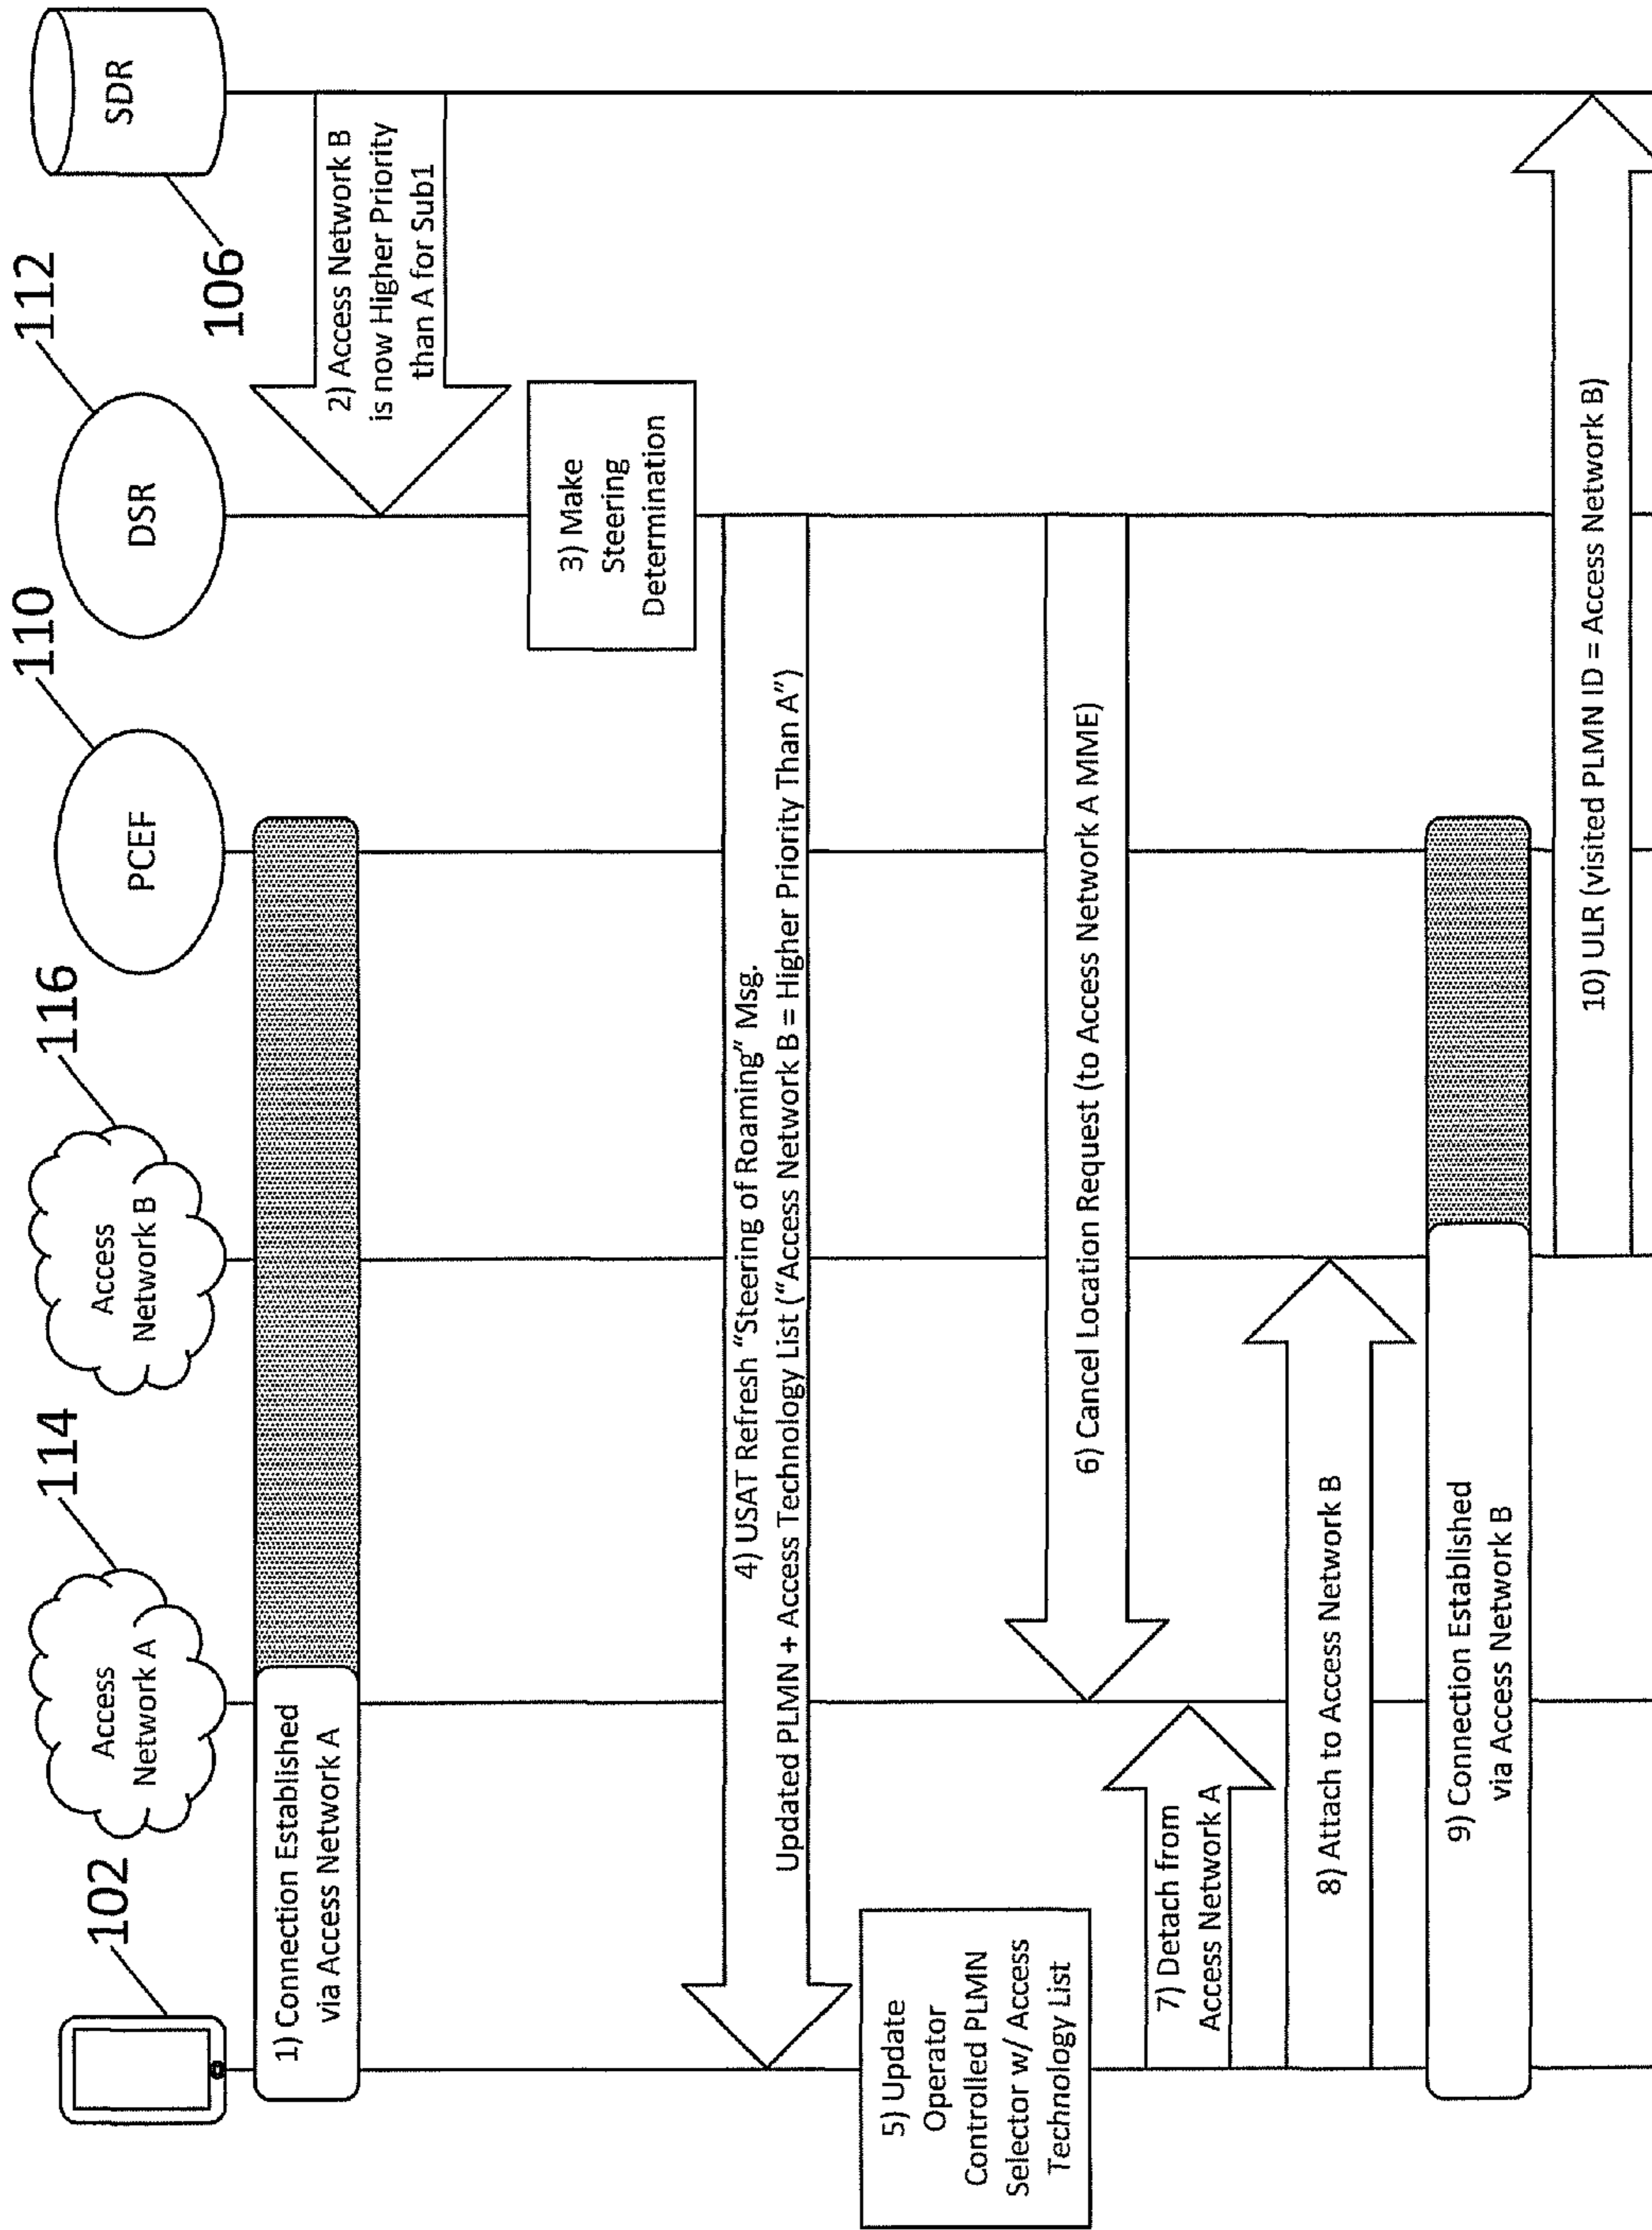 102
114
Access
Network A
116
Access
Network B
110
PCEF
112
DSR
106
SDR
1) Connection Established
via Access Network A
2) Access Network B
is now Higher Priority
than A for Sub1
3) Make
Steering
Determination
4) USAT Refresh “Steering of Roaming” Msg.
Updated PLMN + Access Technology List (“Access Network B = Higher Priority Than A”)
5) Update
Operator
Controlled PLMN
Selector w/ Access
Technology List
6) Cancel Location Request (to Access Network A MME)
7) Detach from
Access Network A
8) Attach to Access Network B
9) Connection Established
via Access Network B
10) ULR (visited PLMN ID = Access Network B)